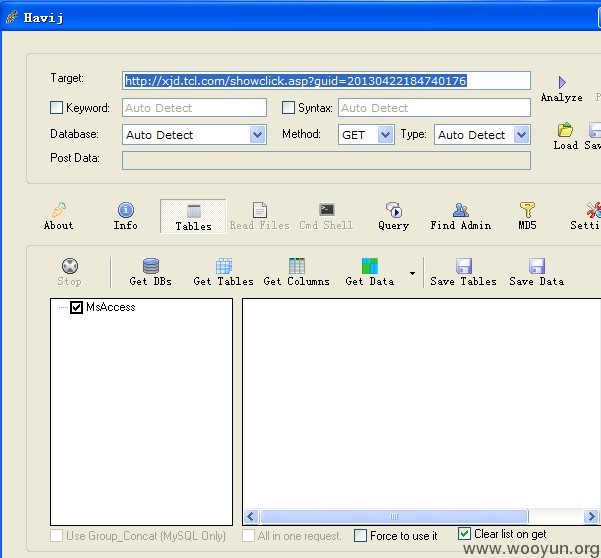 Havij
Target: http://xjd.tcl.com/showclick.asp?guid=20130422184740176
Analyze
Keyword: Auto Detect Syntax: Auto Detect
Database: Auto Detect Method: GET Type: Auto Detect
Load Sav
Post Data:
About Info Tables Read Files Cmd Shell Query Find Admin MD5 Setti
Stop Get DBs Get Tables Get Columns Get Data Save Tables Save Data
MsAccess
Use Group_Concat (MySQL Only) All in one request. Force to use it Clear list on get
www.wooyun.org